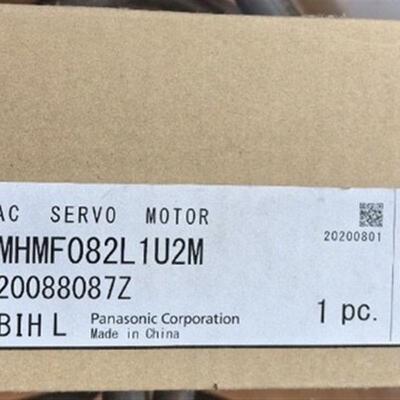 AC SERVO MOTOR
MHMF082L1U2M
20200801
20088087Z
BIH L Panasonic Corporation 1 pc.
Made in China